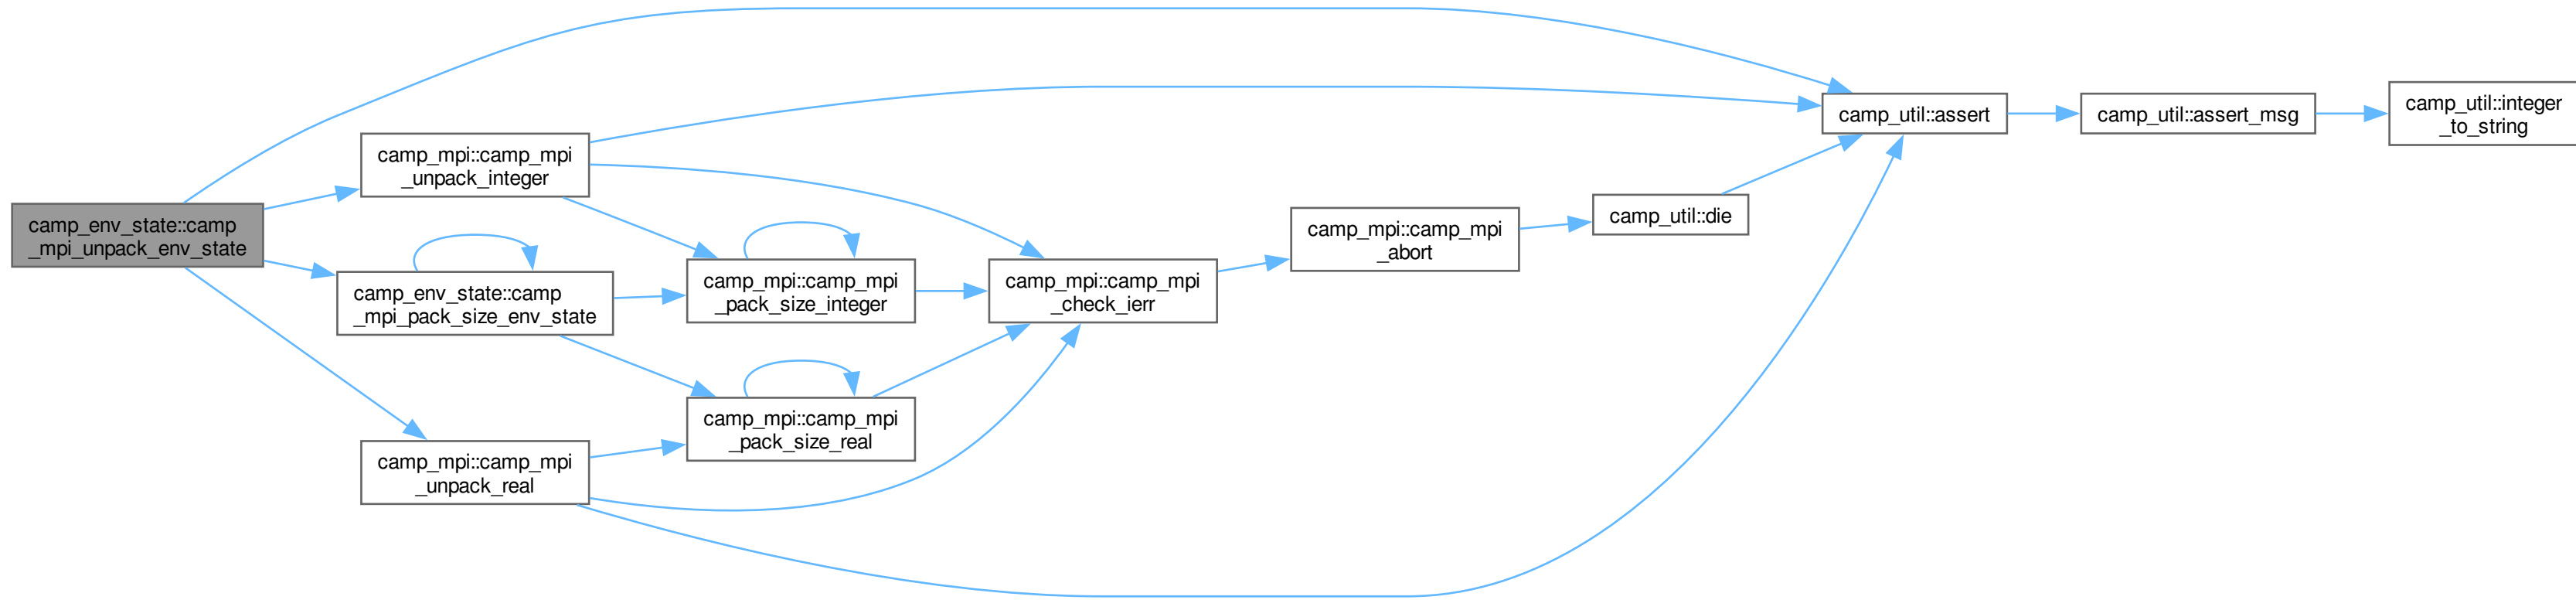 camp_env_state::camp
_mpi_unpack_env_state
camp_mpi::camp_mpi
_unpack_integer
camp_env_state::camp
_mpi_pack_size_env_state
camp_mpi::camp_mpi
_unpack_real
camp_mpi::camp_mpi
_pack_size_integer
camp_mpi::camp_mpi
_pack_size_real
camp_mpi::camp_mpi
_check_ierr
camp_mpi::camp_mpi
_abort
camp_util::die
camp_util::assert
camp_util::assert_msg
camp_util::integer
_to_string